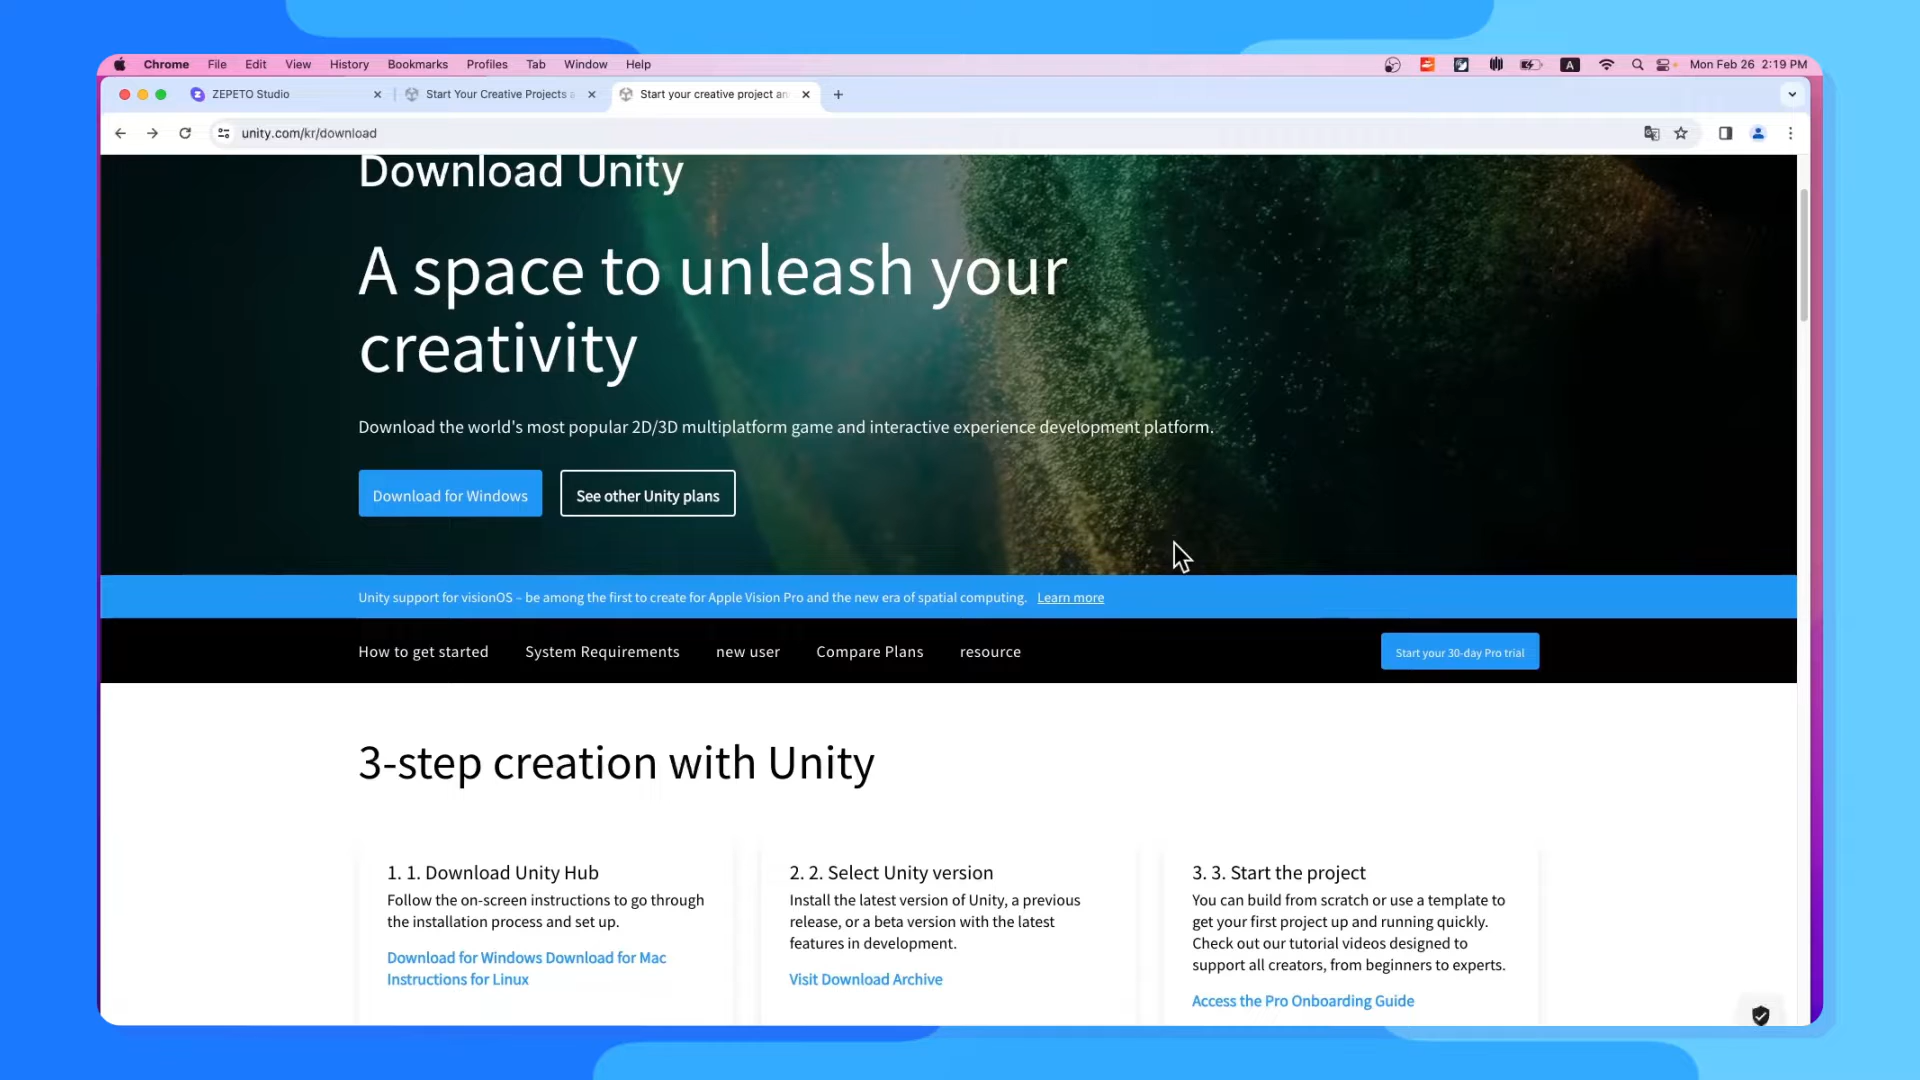 Chrome File Edit View History Bookmarks Profiles Tab Window Help
A Mon Feb 26 2:19 PM
ZEPETO Studio
Start Your Creative Projects
Start your creative project an
unity.com/kr/download
Download Unity
A space to unleash your
creativity
Download the world's most popular 2D/3D multiplatform game and interactive experience development platform.
Download for Windows
See other Unity plans
Unity support for visionOS – be among the first to create for Apple Vision Pro and the new era of spatial computing. Learn more
How to get started System Requirements new user Compare Plans resource
Start your 30-day Pro trial
3-step creation with Unity
1. 1. Download Unity Hub
Follow the on-screen instructions to go through
the installation process and set up.
Download for Windows Download for Mac
Instructions for Linux
2. 2. Select Unity version
Install the latest version of Unity, a previous
release, or a beta version with the latest
features in development.
Visit Download Archive
3. 3. Start the project
You can build from scratch or use a template to
get your first project up and running quickly.
Check out our tutorial videos designed to
support all creators, from beginners to experts.
Access the Pro Onboarding Guide